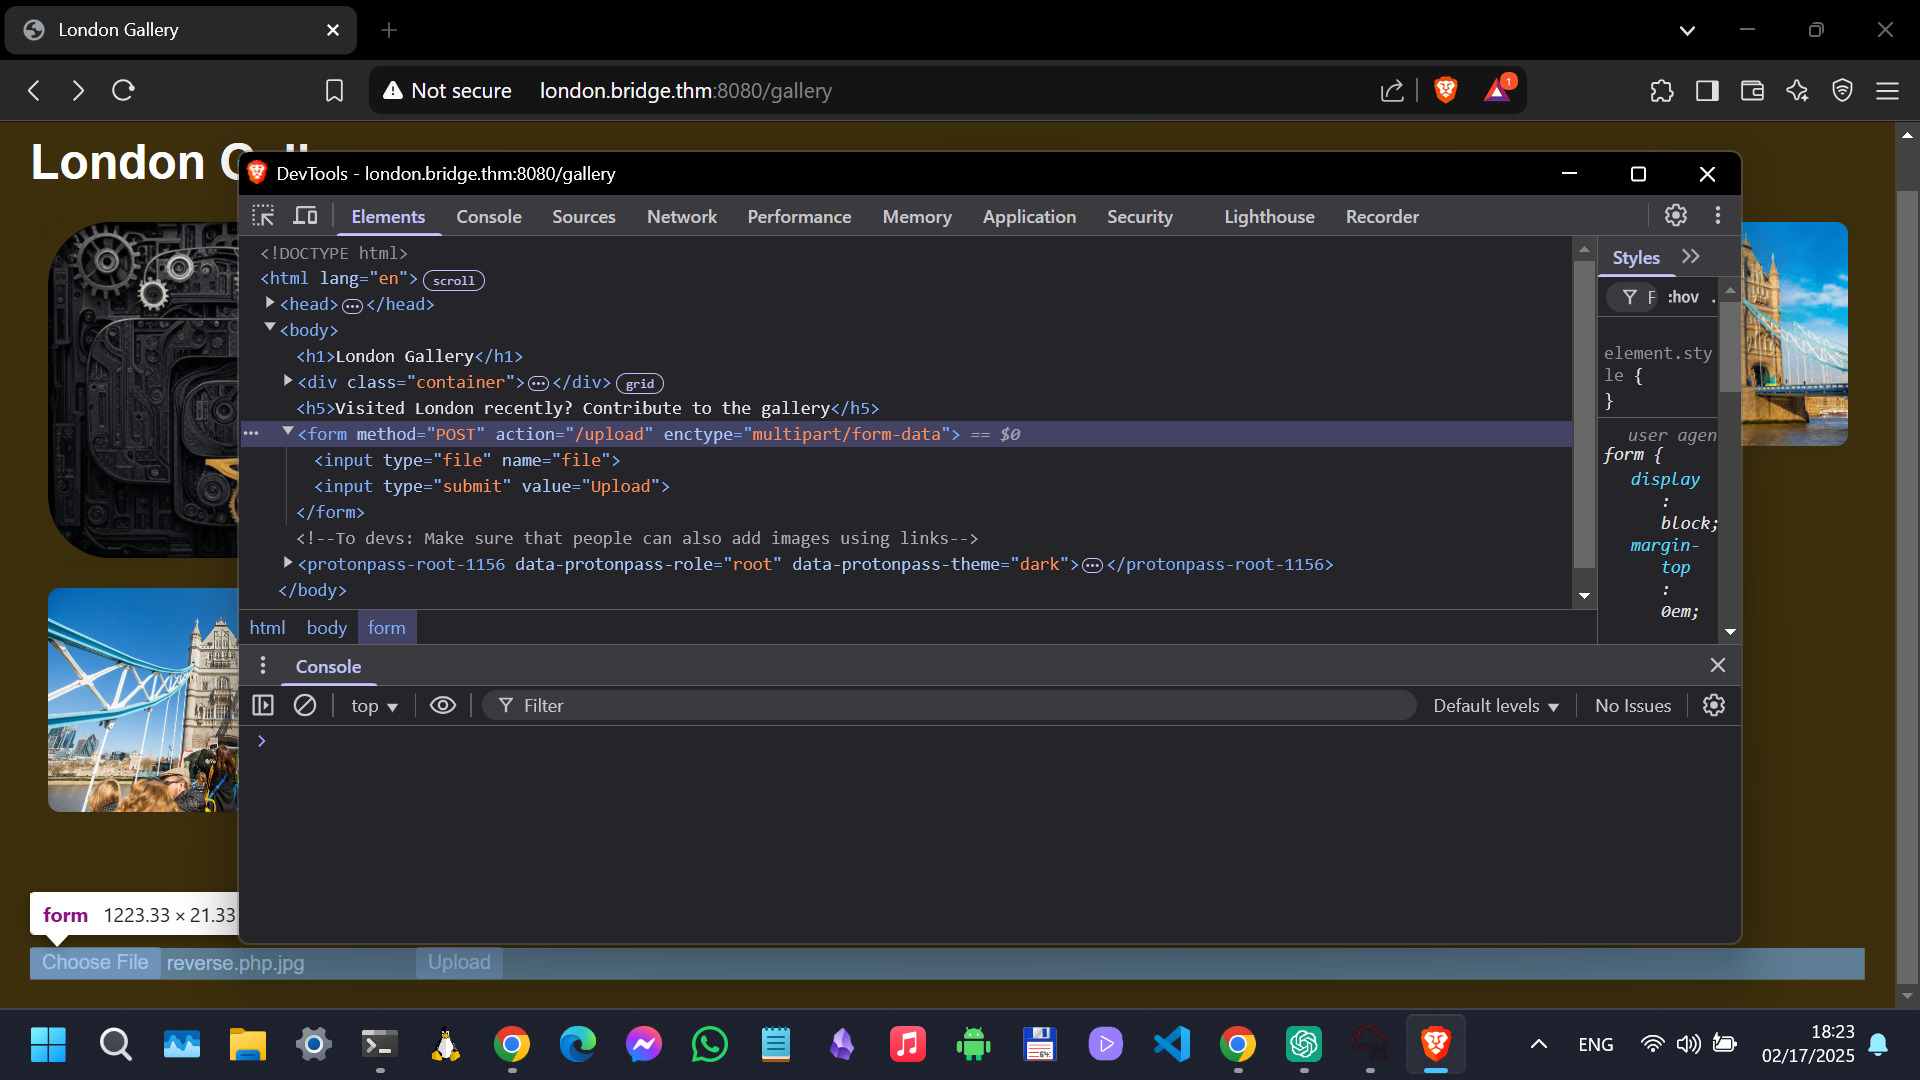 London Gallery
Not secure london.bridge.thm:8080/gallery
1
London G
DevTools - london.bridge.thm:8080/gallery
Elements Console Sources Network Performance Memory Application Security Lighthouse Recorder
<!DOCTYPE html>
<html lang="en"> scroll
<head> </head>
<body>
<h1>London Gallery</h1>
<div class="container"> </div> grid
<h5>Visited London recently? Contribute to the gallery</h5>
<form method="POST" action="/upload" enctype="multipart/form-data"> == $0
<input type="file" name="file">
<input type="submit" value="Upload">
</form>
<!--To devs: Make sure that people can also add images using links-->
<protonpass-root-1156 data-protonpass-role="root" data-protonpass-theme="dark"> </protonpass-root-1156>
</body>
html body form
Styles
F :hov .
element.sty
le {
}
user agen
form {
display
:
block;
margin-
top
:
0em;
Console
top Filter Default levels No Issues
form 1223.33 × 21.33
Choose File reverse.php.jpg Upload
64
ENG
18:23
02/17/2025